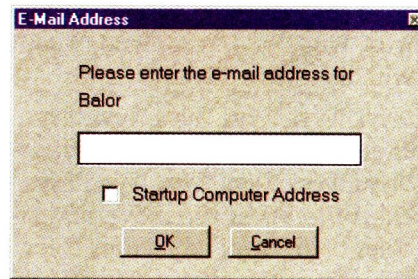 E-Mail Address
Please enter the e-mail address for
Balor
Startup Computer Address
OK
Cancel